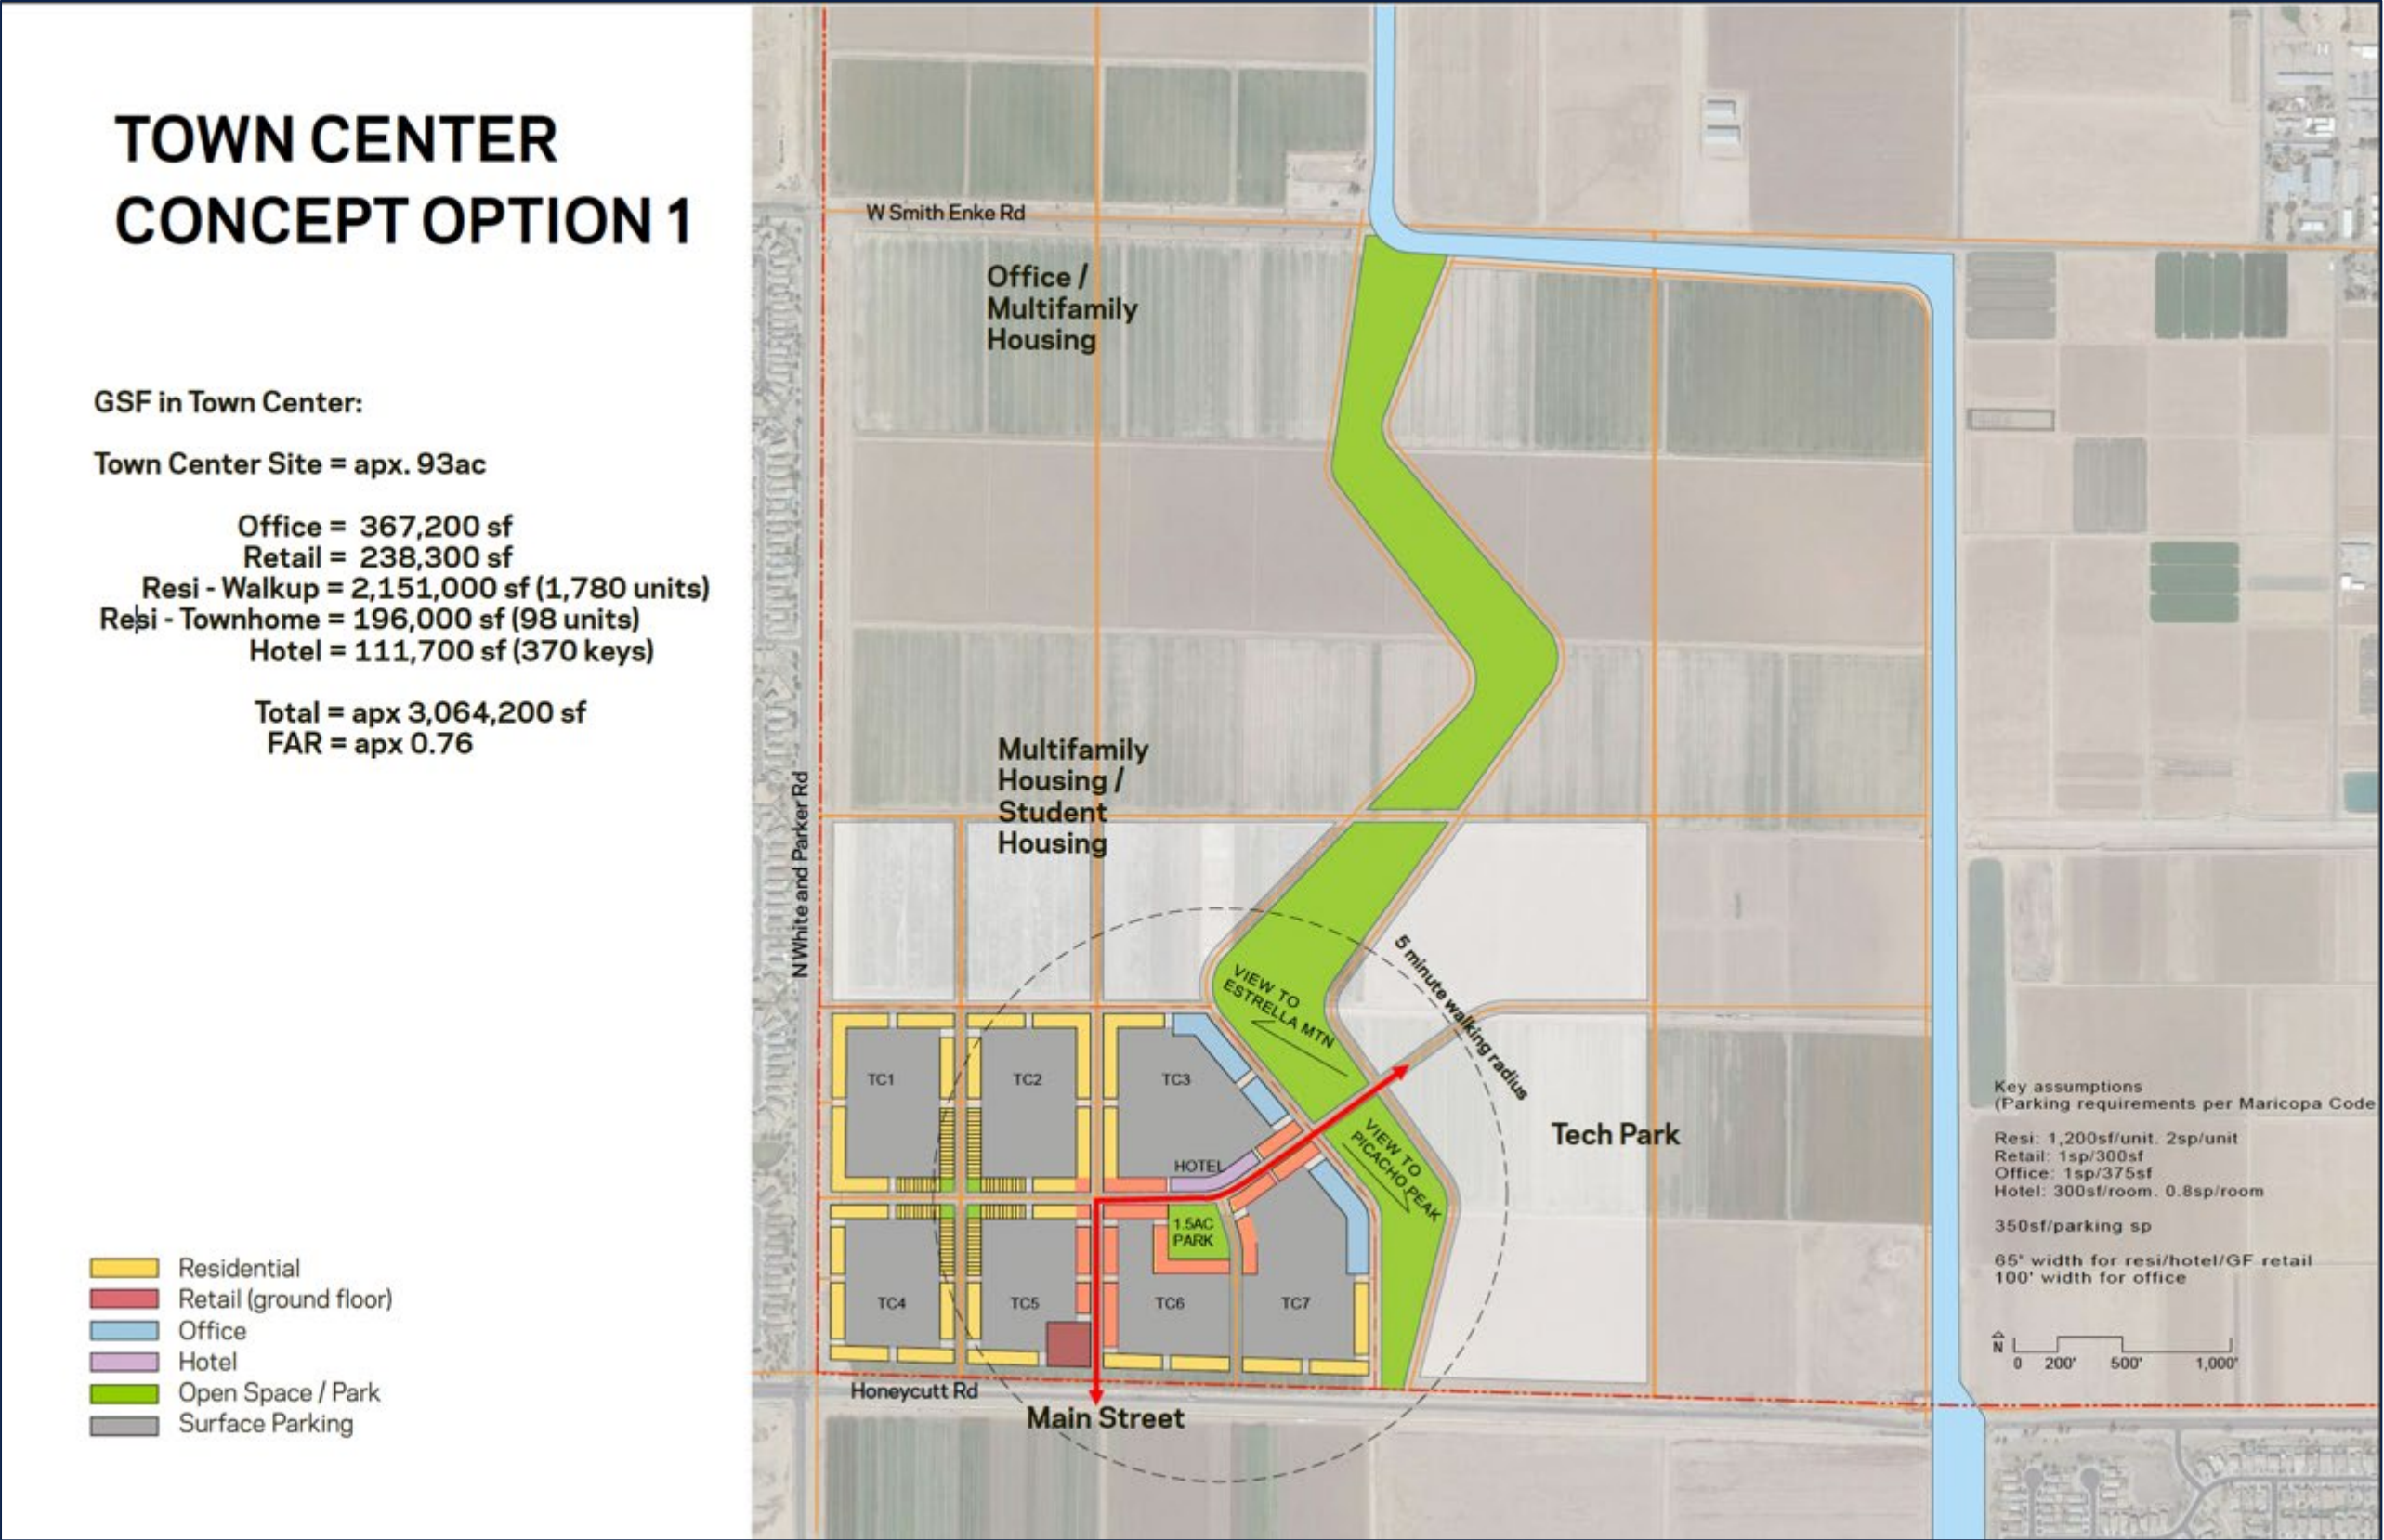 TOWN CENTER
CONCEPT OPTION 1
GSF in Town Center:
Town Center Site = apx. 93ac
Office = 367,200 sf
Retail = 238,300 sf
Resi - Walkup = 2,151,000 sf (1,780 units)
Resi - Townhome = 196,000 sf (98 units)
Hotel = 111,700 sf (370 keys)
Total = apx 3,064,200 sf
FAR = apx 0.76
Residential
Retail (ground floor)
Office
Hotel
Open Space / Park
Surface Parking
W Smith Enke Rd
Office /
Multifamily
Housing
N White and Parker Rd
Multifamily
Housing /
Student
Housing
5 minute walking radius
VIEW TO
ESTRELLA MTN
TC1
TC2
TC3
Tech Park
VIEW TO
PICACHO PEAK
HOTEL
1.5AC
PARK
TC4
TC5
TC6
TC7
Honeycutt Rd
Main Street
Key assumptions
(Parking requirements per Maricopa Code
Resi: 1,200sf/unit. 2sp/unit
Retail: 1sp/300sf
Office: 1sp/375sf
Hotel: 300sf/room. 0.8sp/room
350sf/parking sp
65' width for resi/hotel/GF retail
100' width for office
N
0 200' 500' 1,000'